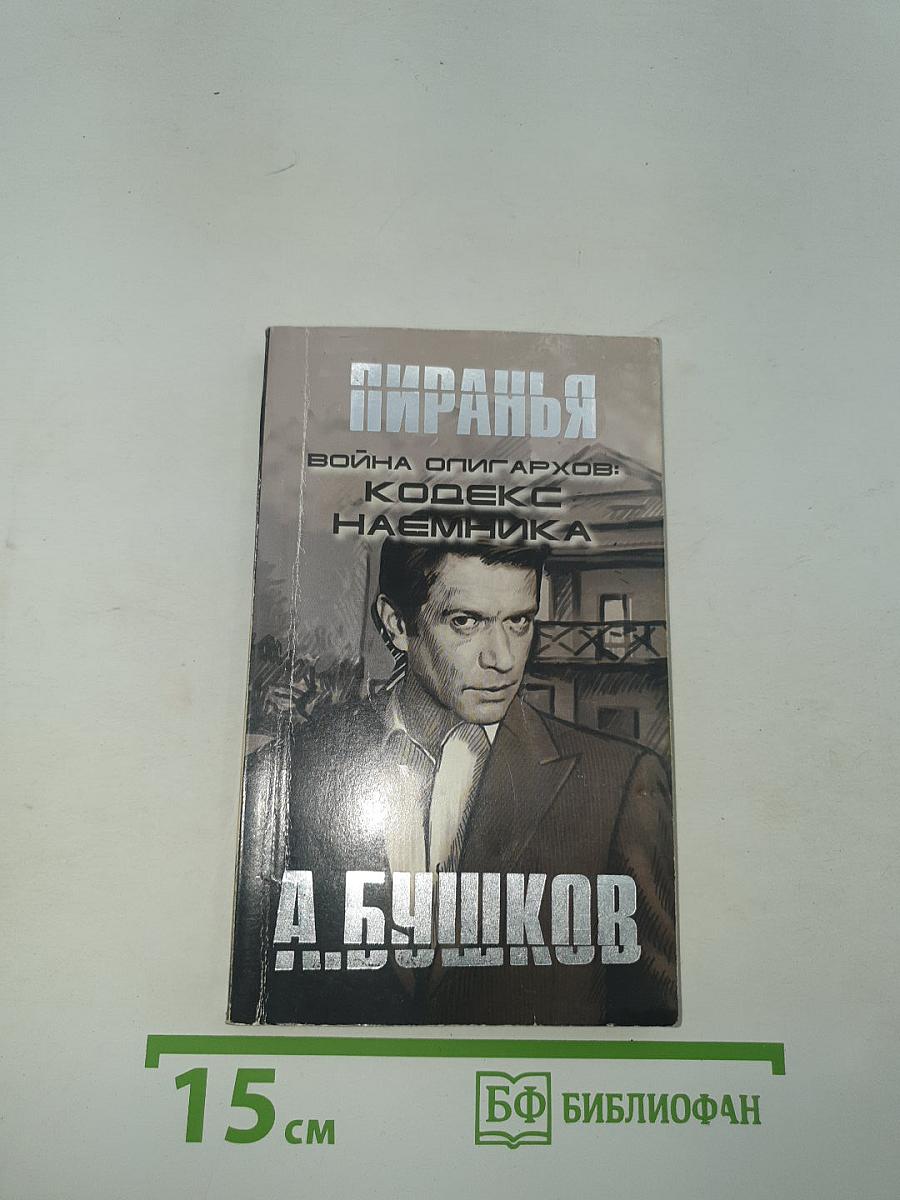 ПИРАНЬЯ
ВОЙНА ОЛИГАРХОВ:
КОДЕКС
НАЕМНИКА
А.БУШКОВ
15 см
БФ БИБЛИОФАН